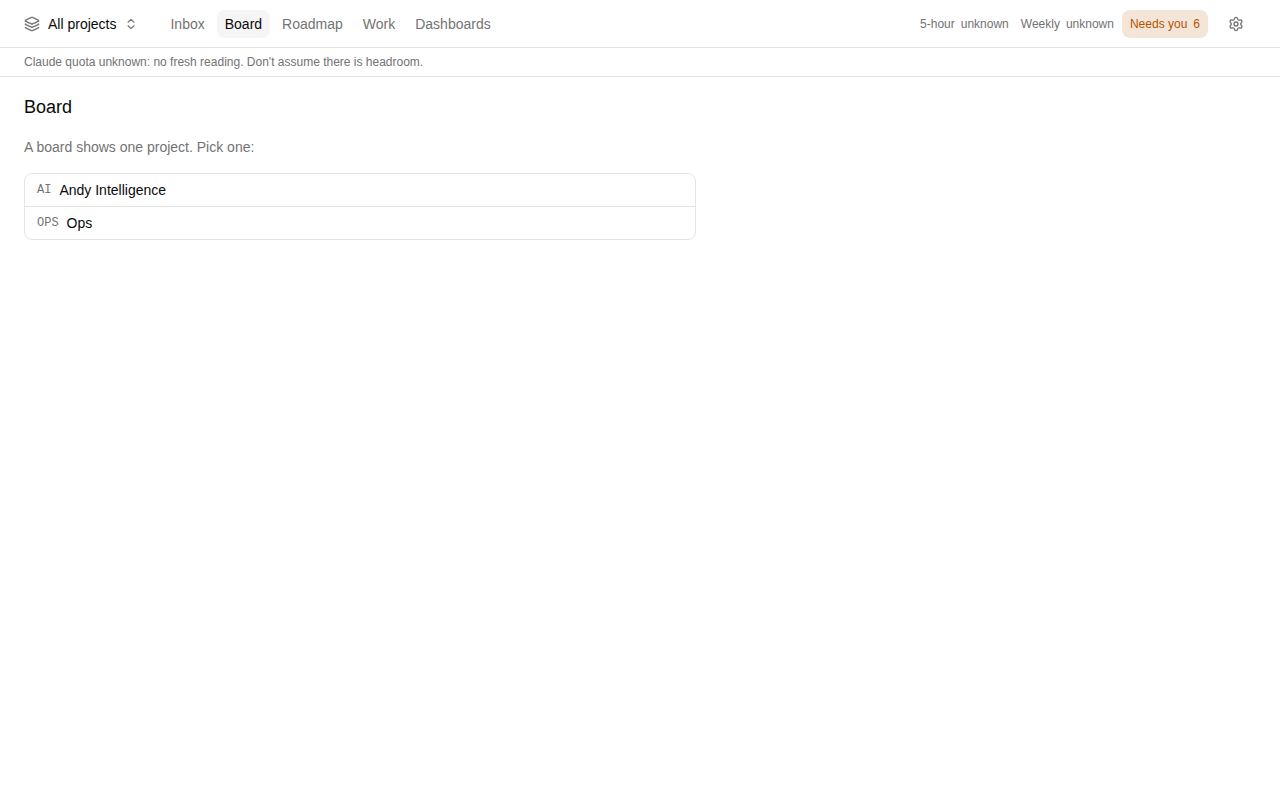 All projects Inbox Board Roadmap Work Dashboards 5-hour unknown Weekly unknown Needs you 6
Claude quota unknown: no fresh reading. Don't assume there is headroom.
Board
A board shows one project. Pick one:
AI Andy Intelligence
OPS Ops